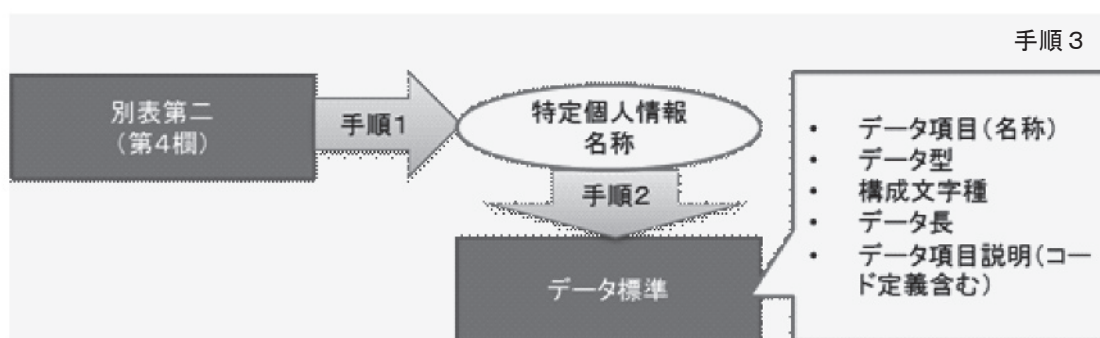 手順3
別表第二
(第4欄)
手順1
特定個人情報
名称
手順2
データ標準
• データ項目(名称)
• データ型
• 構成文字種
• データ長
• データ項目説明(コー
ド定義含む)